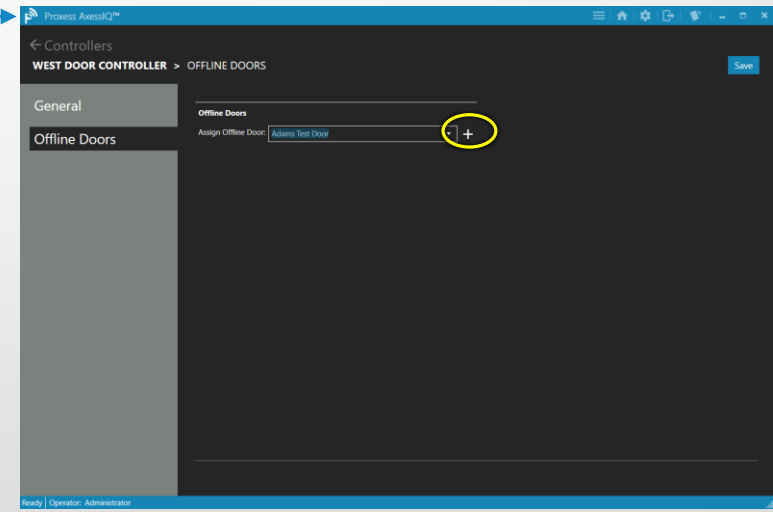 Proxess AxessIQ™
Controllers
WEST DOOR CONTROLLER > OFFLINE DOORS
Save
General
Offline Doors
Offline Doors
Assign Offline Door: Adams Test Door
Ready Operator: Administrator